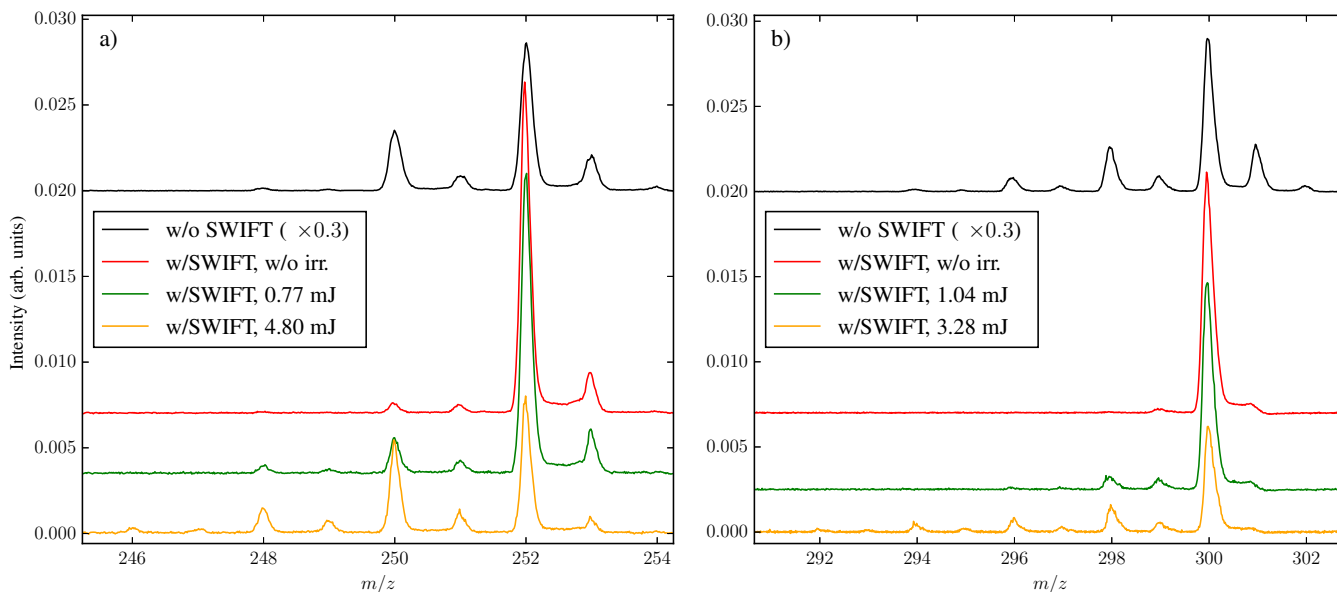 a)
Intensity (arb. units)
0.030
0.025
0.020
0.015
0.010
0.005
0.000
w/o SWIFT ( ×0.3)
w/SWIFT, w/o irr.
w/SWIFT, 0.77 mJ
w/SWIFT, 4.80 mJ
246 248 250 252 254
m/z
b)
0.030
0.025
0.020
0.015
0.010
0.005
0.000
w/o SWIFT ( ×0.3)
w/SWIFT, w/o irr.
w/SWIFT, 1.04 mJ
w/SWIFT, 3.28 mJ
292 294 296 298 300 302
m/z